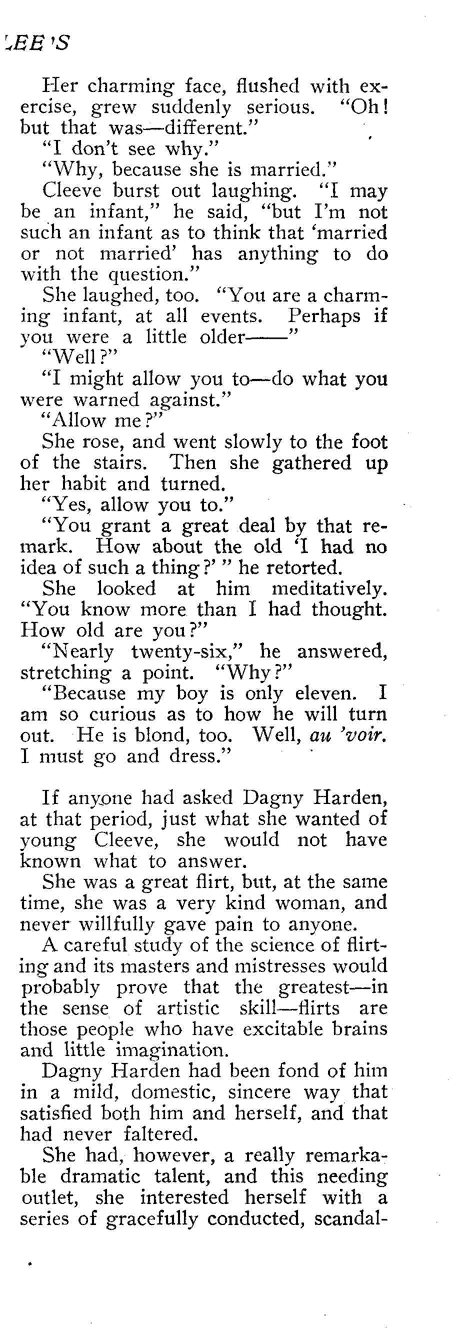 LEE'S
Her charming face, flushed with ex-
ercise, grew suddenly serious. "Oh!
but that was—different."
"I don't see why."
"Why, because she is married."
Cleeve burst out laughing. "I may
be an infant," he said, "but I'm not
such an infant as to think that 'married
or not married' has anything to do
with the question."
She laughed, too. "You are a charm-
ing infant, at all events. Perhaps if
you were a little older——"
"Well?"
"I might allow you to—do what you
were warned against."
"Allow me?"
She rose, and went slowly to the foot
of the stairs. Then she gathered up
her habit and turned.
"Yes, allow you to."
"You grant a great deal by that re-
mark. How about the old 'I had no
idea of such a thing?' " he retorted.
She looked at him meditatively.
"You know more than I had thought.
How old are you?"
"Nearly twenty-six," he answered,
stretching a point. "Why?"
"Because my boy is only eleven. I
am so curious as to how he will turn
out. He is blond, too. Well, au 'voir.
I must go and dress."
If anyone had asked Dagny Harden,
at that period, just what she wanted of
young Cleeve, she would not have
known what to answer.
She was a great flirt, but, at the same
time, she was a very kind woman, and
never willfully gave pain to anyone.
A careful study of the science of flirt-
ing and its masters and mistresses would
probably prove that the greatest—in
the sense of artistic skill—flirts are
those people who have excitable brains
and little imagination.
Dagny Harden had been fond of him
in a mild, domestic, sincere way that
satisfied both him and herself, and that
had never faltered.
She had, however, a really remarka-
ble dramatic talent, and this needing
outlet, she interested herself with a
series of gracefully conducted, scandal-